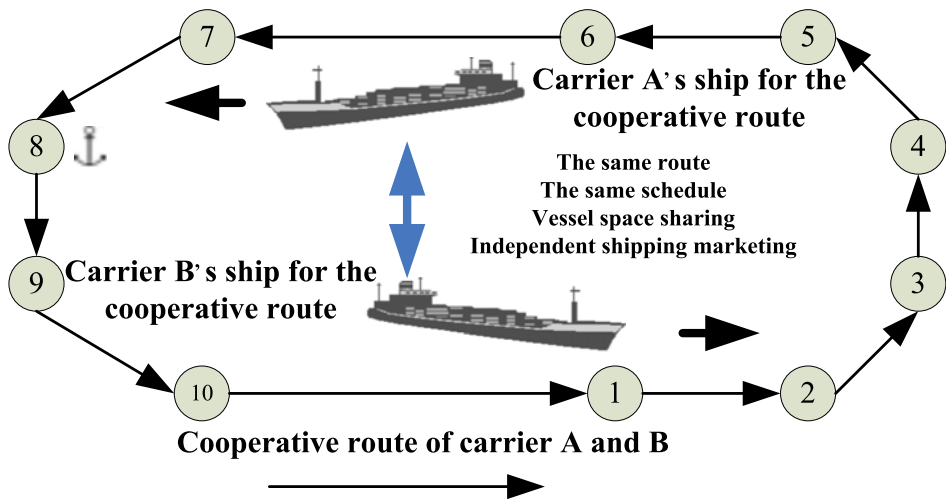 7
6
5
Carrier A’s ship for the
cooperative route
8
4
The same route
The same schedule
Vessel space sharing
Independent shipping marketing
Carrier B’s ship for the
cooperative route
9
3
10
1
2
Cooperative route of carrier A and B